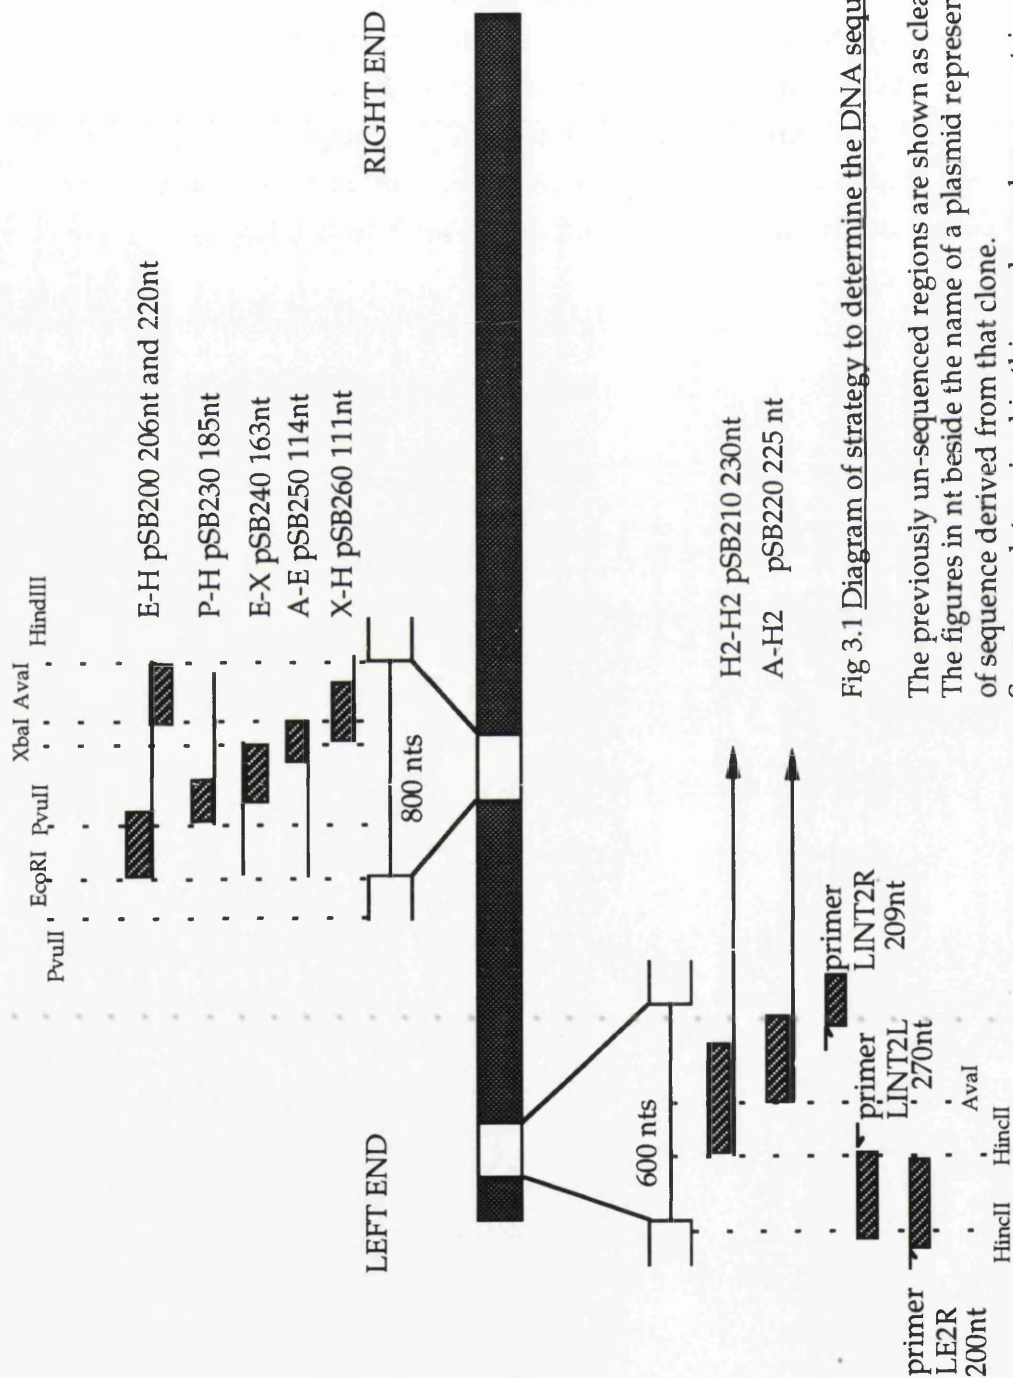 PvuII
EcoRI
PvuII
XbaI
AvaI
HindIII
E-H pSB200 206nt and 220nt
P-H pSB230 185nt
E-X pSB240 163nt
A-E pSB250 114nt
X-H pSB260 111nt
800 nts
LEFT END
RIGHT END
600 nts
H2-H2 pSB210 230nt
A-H2 pSB220 225 nt
primer
LINT2R
209nt
primer
LINT2L
270nt
primer
LE2R
200nt
HincII
HincII
AvaI
Fig 3.1 Diagram of strategy to determine the DNA sequ
The previously un-sequenced regions are shown as clea
The figures in nt beside the name of a plasmid represer
of sequence derived from that clone.